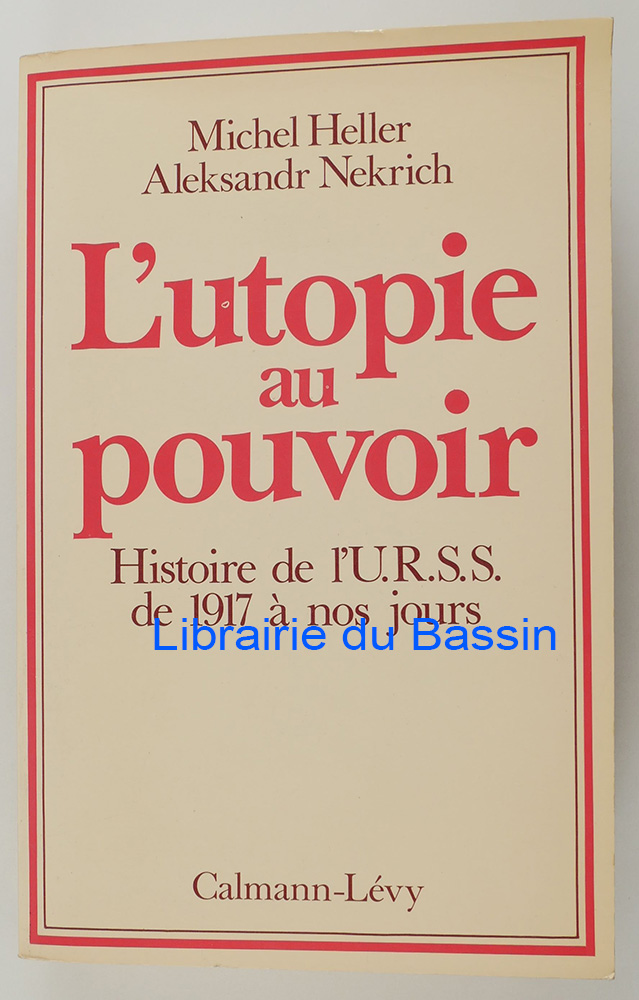 Michel Heller
Aleksandr Nekrich
L'utopie
au
pouvoir
Histoire de l'U.R.S.S.
de 1917 à nos jours
Librairie du Bassin
Calmann-Lévy